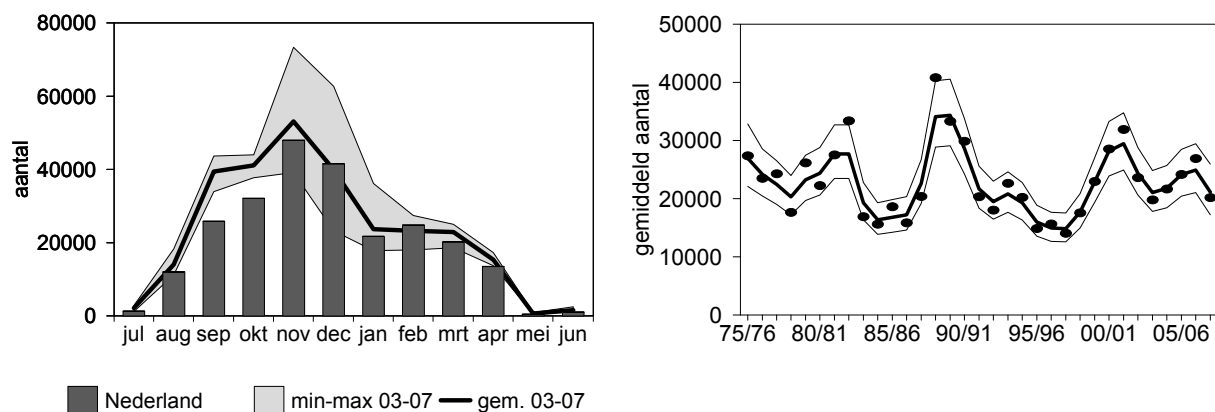 80000
60000
40000
20000
0
aantal
jul aug sep okt nov dec jan feb mrt apr mei jun
Nederland min-max 03-07 gem. 03-07
50000
40000
30000
20000
10000
0
gemiddeld aantal
75/76 80/81 85/86 90/91 95/96 00/01 05/06